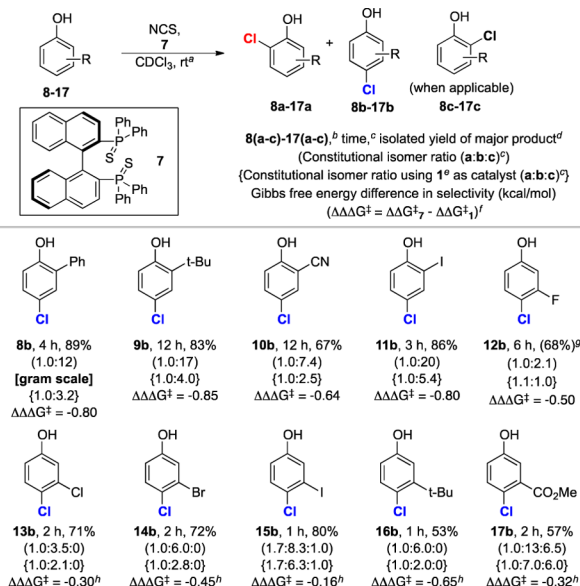 OH
R
8-17
NCS,
7
CDCl3, rtᵃ
OH
Cl
R
8a-17a
+
OH
R
Cl
8b-17b
OH
Cl
R
(when applicable)
8c-17c
Ph
P
Ph
S
S
P
Ph
Ph
7
8(a-c)-17(a-c),ᵇ time,ᶜ isolated yield of major productᵈ
(Constitutional isomer ratio (a:b:c)ᶜ)
{Constitutional isomer ratio using 1ᵉ as catalyst (a:b:c)ᶜ}
Gibbs free energy difference in selectivity (kcal/mol)
(ΔΔΔG‡ = ΔΔG‡₇ - ΔΔG‡₁)ᶠ
OH
Ph
Cl
8b, 4 h, 89%
(1.0:12)
[gram scale]
{1.0:3.2}
ΔΔΔG‡ = -0.80
OH
t-Bu
Cl
9b, 12 h, 83%
(1.0:17)
{1.0:4.0}
ΔΔΔG‡ = -0.85
OH
CN
Cl
10b, 12 h, 67%
(1.0:7.4)
{1.0:2.5}
ΔΔΔG‡ = -0.64
OH
I
Cl
11b, 3 h, 86%
(1.0:20)
{1.0:5.4}
ΔΔΔG‡ = -0.80
OH
F
Cl
12b, 6 h, (68%)ᵍ
(1.0:2.1)
{1.1:1.0}
ΔΔΔG‡ = -0.50
OH
Cl
Cl
13b, 2 h, 71%
(1.0:3.5:0)
{1.0:2.1:0}
ΔΔΔG‡ = -0.30ʰ
OH
Br
Cl
14b, 2 h, 72%
(1.0:6.0:0)
{1.0:2.8:0}
ΔΔΔG‡ = -0.45ʰ
OH
I
Cl
15b, 1 h, 80%
(1.7:8.3:1.0)
{1.7:6.3:1.0}
ΔΔΔG‡ = -0.16ʰ
OH
t-Bu
Cl
16b, 1 h, 53%
(1.0:6.0:0)
{1.0:2.0:0}
ΔΔΔG‡ = -0.65ʰ
OH
CO₂Me
Cl
17b, 2 h, 57%
(1.0:13:6.5)
{1.0:7.0:6.0}
ΔΔΔG‡ = -0.32ʰ